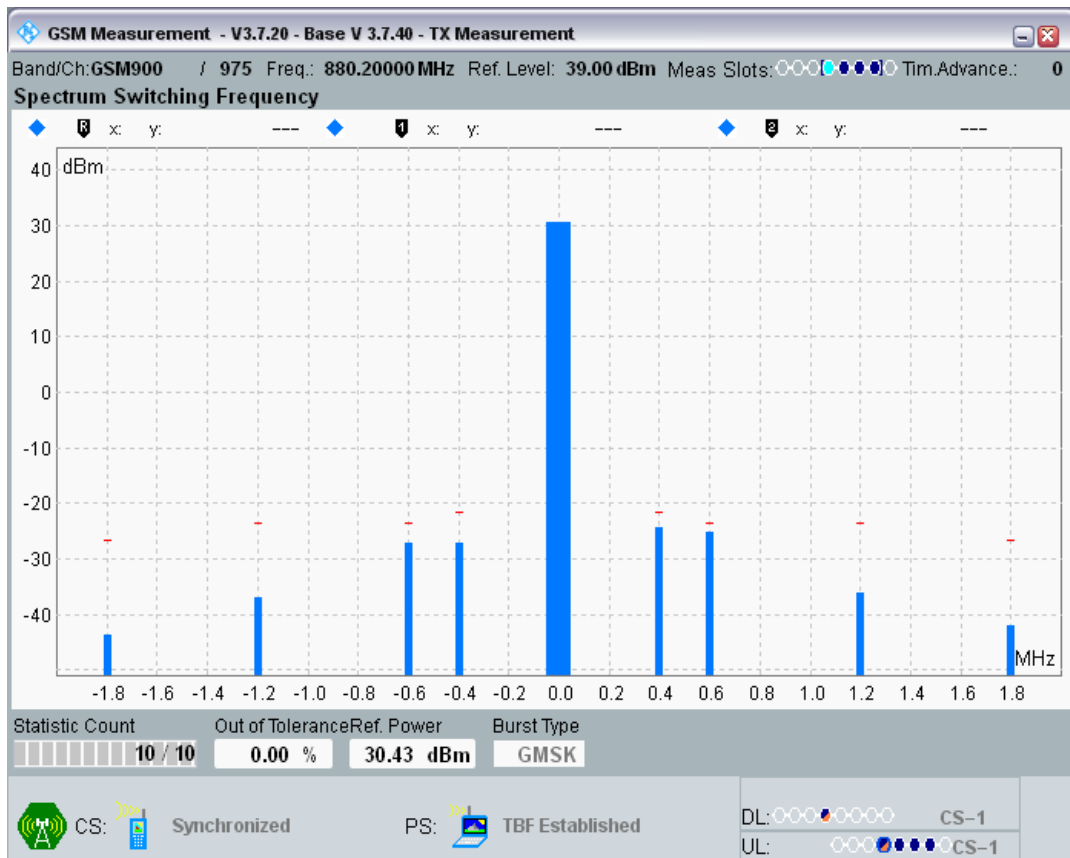 GSM Measurement - V3.7.20 - Base V 3.7.40 - TX Measurement
Band/Ch:GSM900 / 975 Freq.: 880.20000 MHz Ref. Level: 39.00 dBm Meas Slots: Tim.Advance.: 0
Spectrum Switching Frequency
R x: y: --- 1 x: y: --- 2 x: y: ---
dBm
40
30
20
10
0
-10
-20
-30
-40
MHz
-1.8 -1.6 -1.4 -1.2 -1.0 -0.8 -0.6 -0.4 -0.2 0.0 0.2 0.4 0.6 0.8 1.0 1.2 1.4 1.6 1.8
Statistic Count Out of Tolerance Ref. Power Burst Type
10 / 10 0.00 % 30.43 dBm GMSK
CS: Synchronized PS: TBF Established
DL: CS-1
UL: CS-1